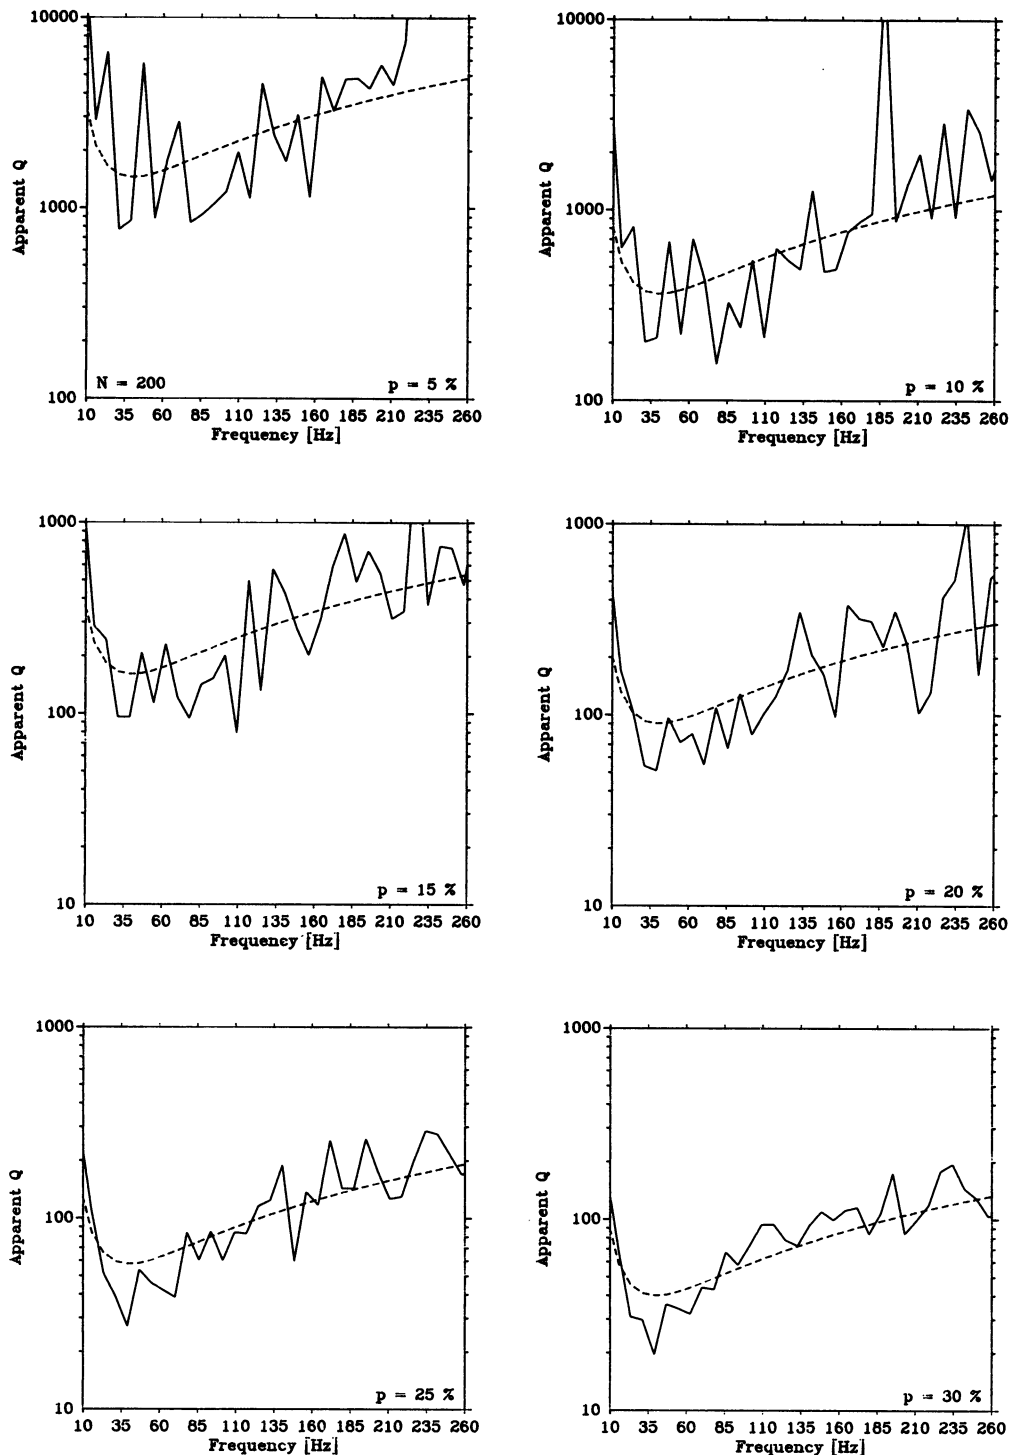 10000
1000
100
Apparent Q
N = 200
p = 5 %
10 35 60 85 110 135 160 185 210 235 260
Frequency [Hz]
10000
1000
100
Apparent Q
p = 10 %
10 35 60 85 110 135 160 185 210 235 260
Frequency [Hz]
1000
100
10
Apparent Q
p = 15 %
10 35 60 85 110 135 160 185 210 235 260
Frequency [Hz]
1000
100
10
Apparent Q
p = 20 %
10 35 60 85 110 135 160 185 210 235 260
Frequency [Hz]
1000
100
10
Apparent Q
p = 25 %
10 35 60 85 110 135 160 185 210 235 260
Frequency [Hz]
1000
100
10
Apparent Q
p = 30 %
10 35 60 85 110 135 160 185 210 235 260
Frequency [Hz]